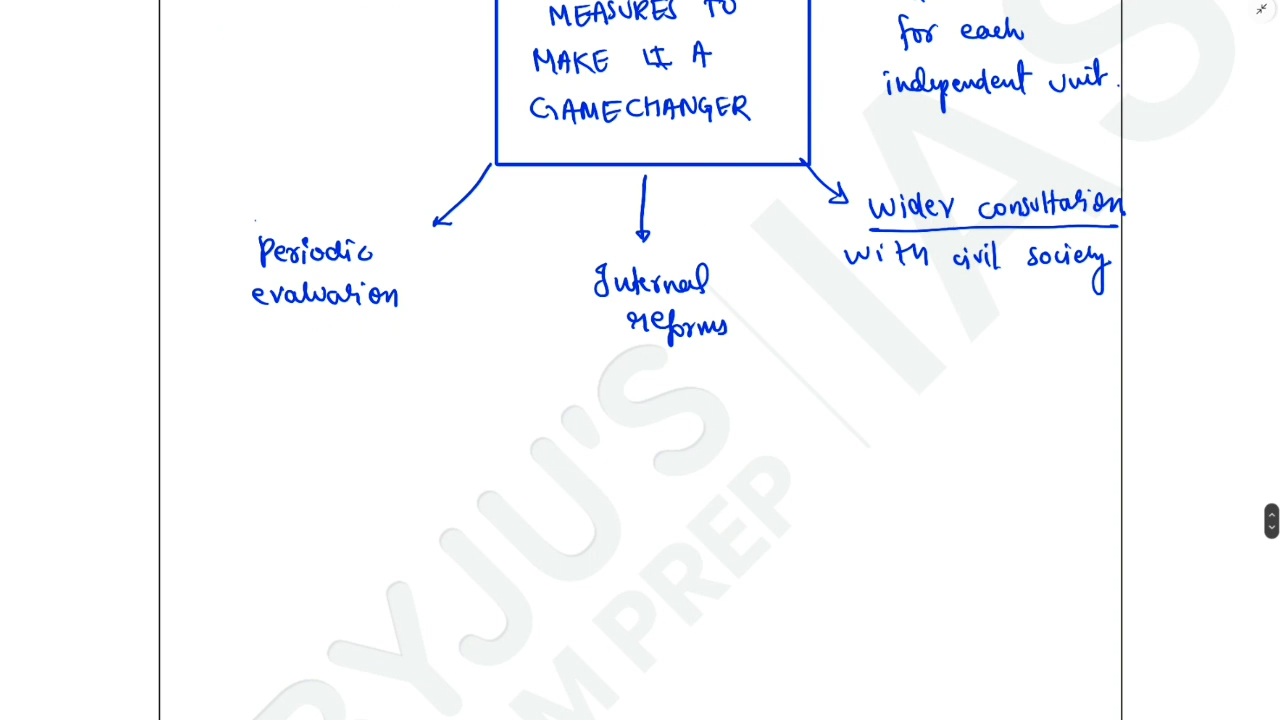 MEASURES TO
MAKE IT A
GAMECHANGER
for each
independent unit.
Periodic
evaluation
Internal
reforms
Wider consultation
with civil society
BYJU'S | IAS
EXAM PREP